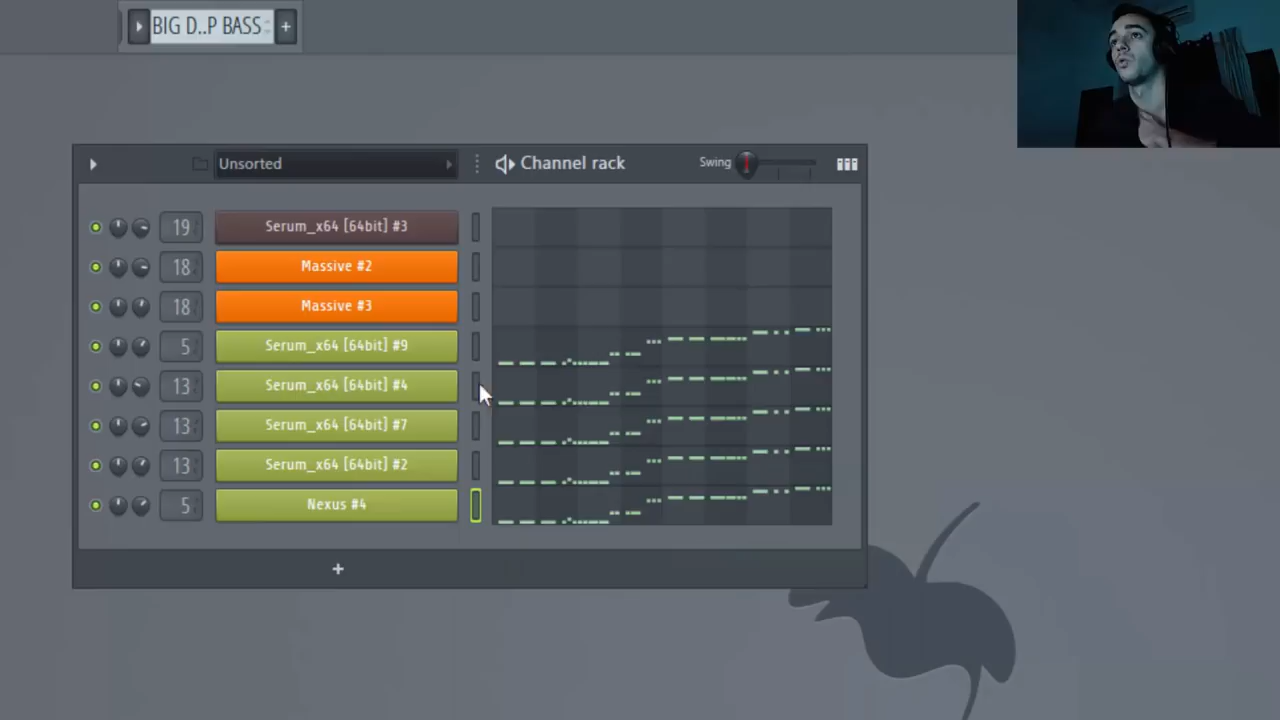 BIG D..P BASS +
Unsorted Channel rack Swing
19 Serum_x64 [64bit] #3
18 Massive #2
18 Massive #3
5 Serum_x64 [64bit] #9
13 Serum_x64 [64bit] #4
13 Serum_x64 [64bit] #7
13 Serum_x64 [64bit] #2
5 Nexus #4
+